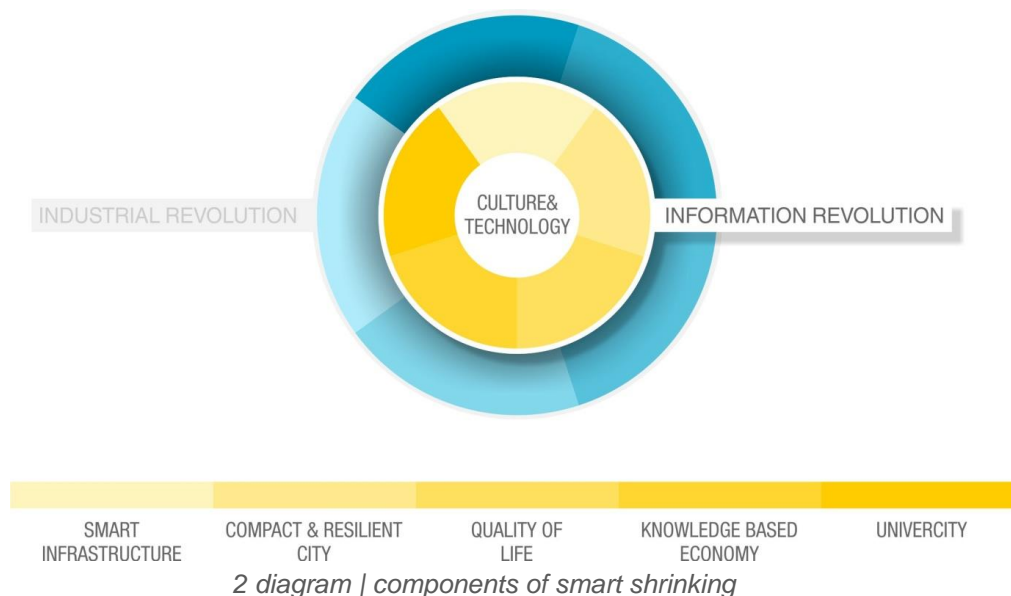 CULTURE&
TECHNOLOGY
INDUSTRIAL REVOLUTION
INFORMATION REVOLUTION
SMART
INFRASTRUCTURE
COMPACT & RESILIENT
CITY
QUALITY OF
LIFE
KNOWLEDGE BASED
ECONOMY
UNIVERCITY
2 diagram | components of smart shrinking